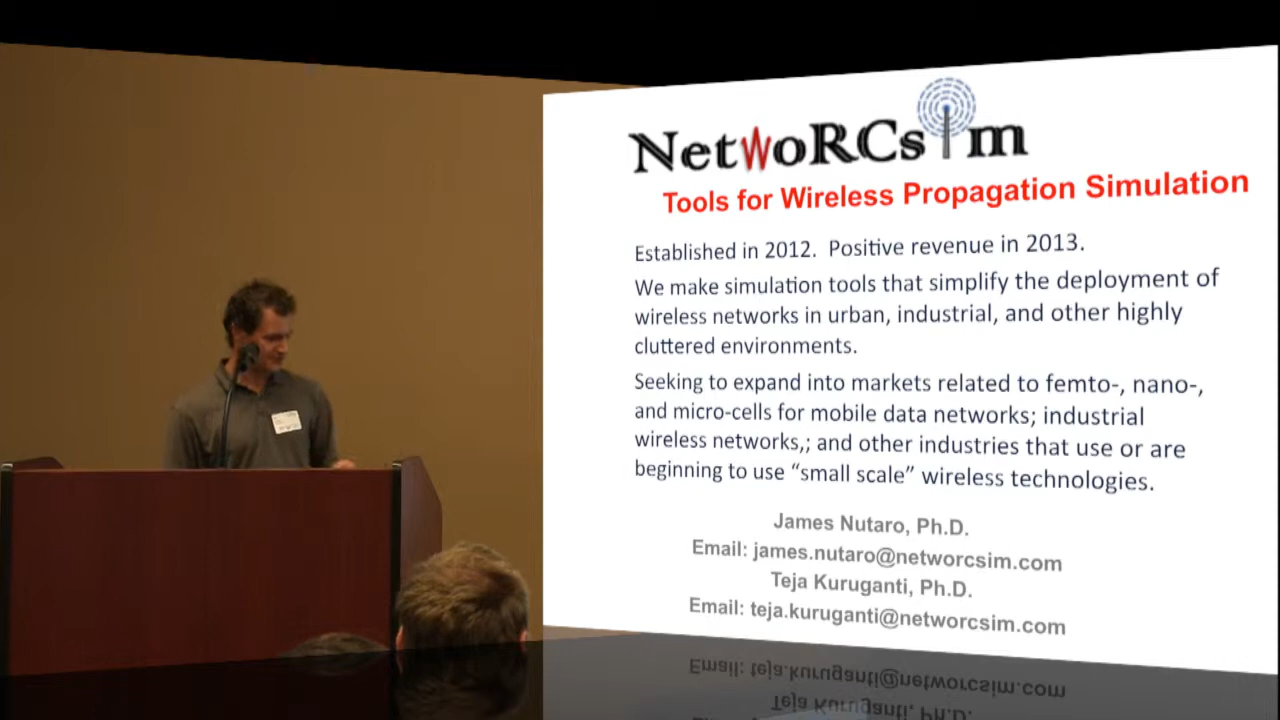 NetWoRCsim
Tools for Wireless Propagation Simulation
Established in 2012. Positive revenue in 2013.
We make simulation tools that simplify the deployment of
wireless networks in urban, industrial, and other highly
cluttered environments.
Seeking to expand into markets related to femto-, nano-,
and micro-cells for mobile data networks; industrial
wireless networks,; and other industries that use or are
beginning to use “small scale” wireless technologies.
James Nutaro, Ph.D.
Email: james.nutaro@networcsim.com
Teja Kuruganti, Ph.D.
Email: teja.kuruganti@networcsim.com